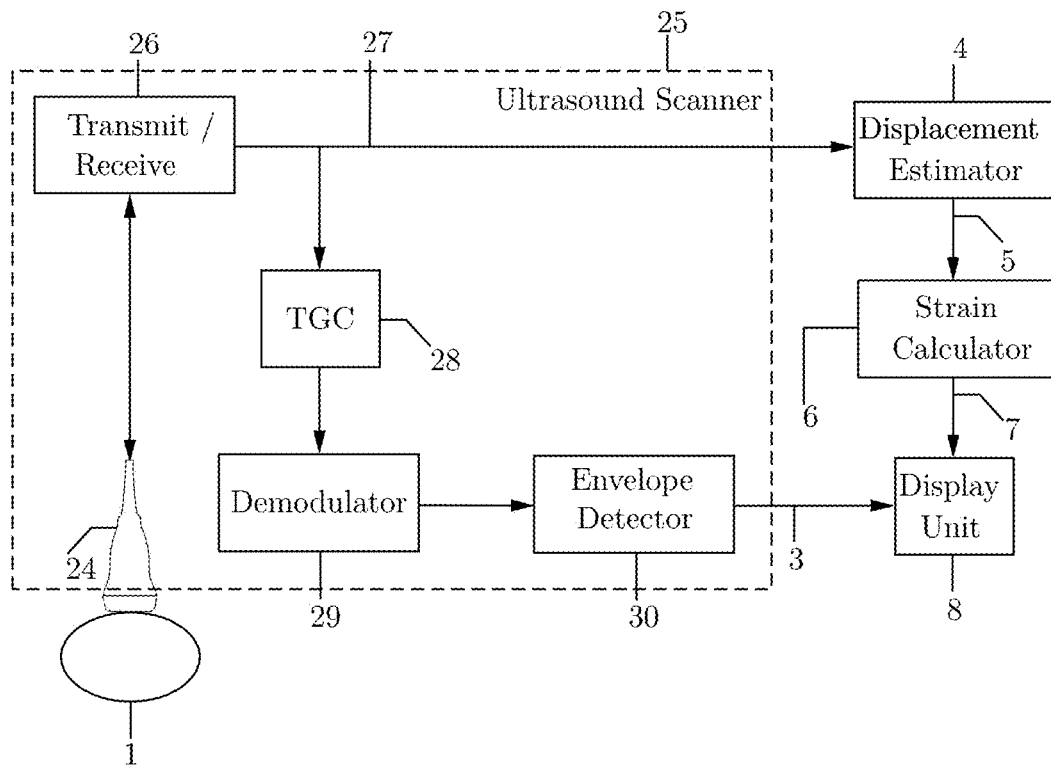 26
27
25
4
Ultrasound Scanner
Transmit /
Receive
Displacement
Estimator
5
TGC
28
Strain
Calculator
6
7
Demodulator
Envelope
Detector
Display
Unit
24
3
29
30
8
1